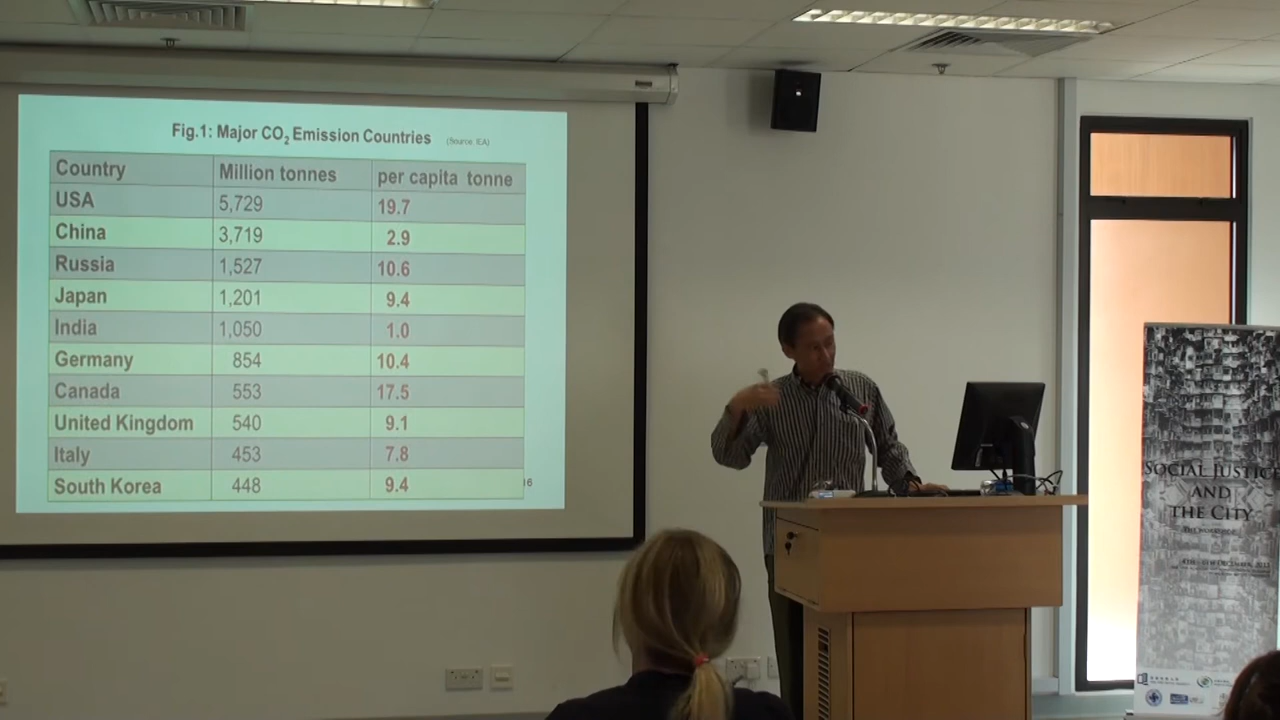 Fig.1: Major CO2 Emission Countries (Source: IEA)
Country Million tonnes per capita tonne
USA 5,729 19.7
China 3,719 2.9
Russia 1,527 10.6
Japan 1,201 9.4
India 1,050 1.0
Germany 854 10.4
Canada 553 17.5
United Kingdom 540 9.1
Italy 453 7.8
South Korea 448 9.4
16
SOCIAL JUSTICE
AND
THE CITY